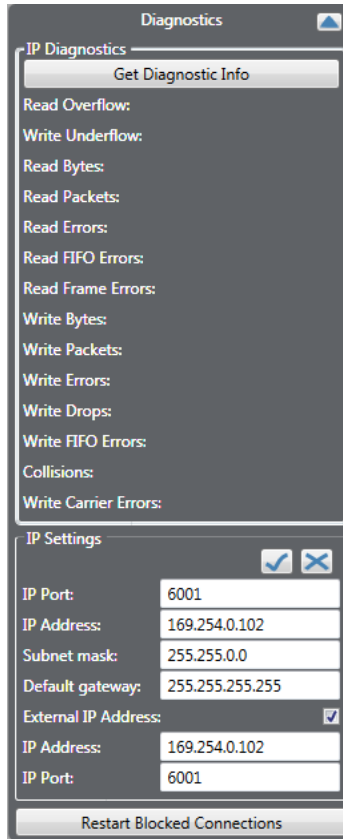 Diagnostics
IP Diagnostics
Get Diagnostic Info
Read Overflow:
Write Underflow:
Read Bytes:
Read Packets:
Read Errors:
Read FIFO Errors:
Read Frame Errors:
Write Bytes:
Write Packets:
Write Errors:
Write Drops:
Write FIFO Errors:
Collisions:
Write Carrier Errors:
IP Settings
IP Port: 6001
IP Address: 169.254.0.102
Subnet mask: 255.255.0.0
Default gateway: 255.255.255.255
External IP Address:
IP Address: 169.254.0.102
IP Port: 6001
Restart Blocked Connections